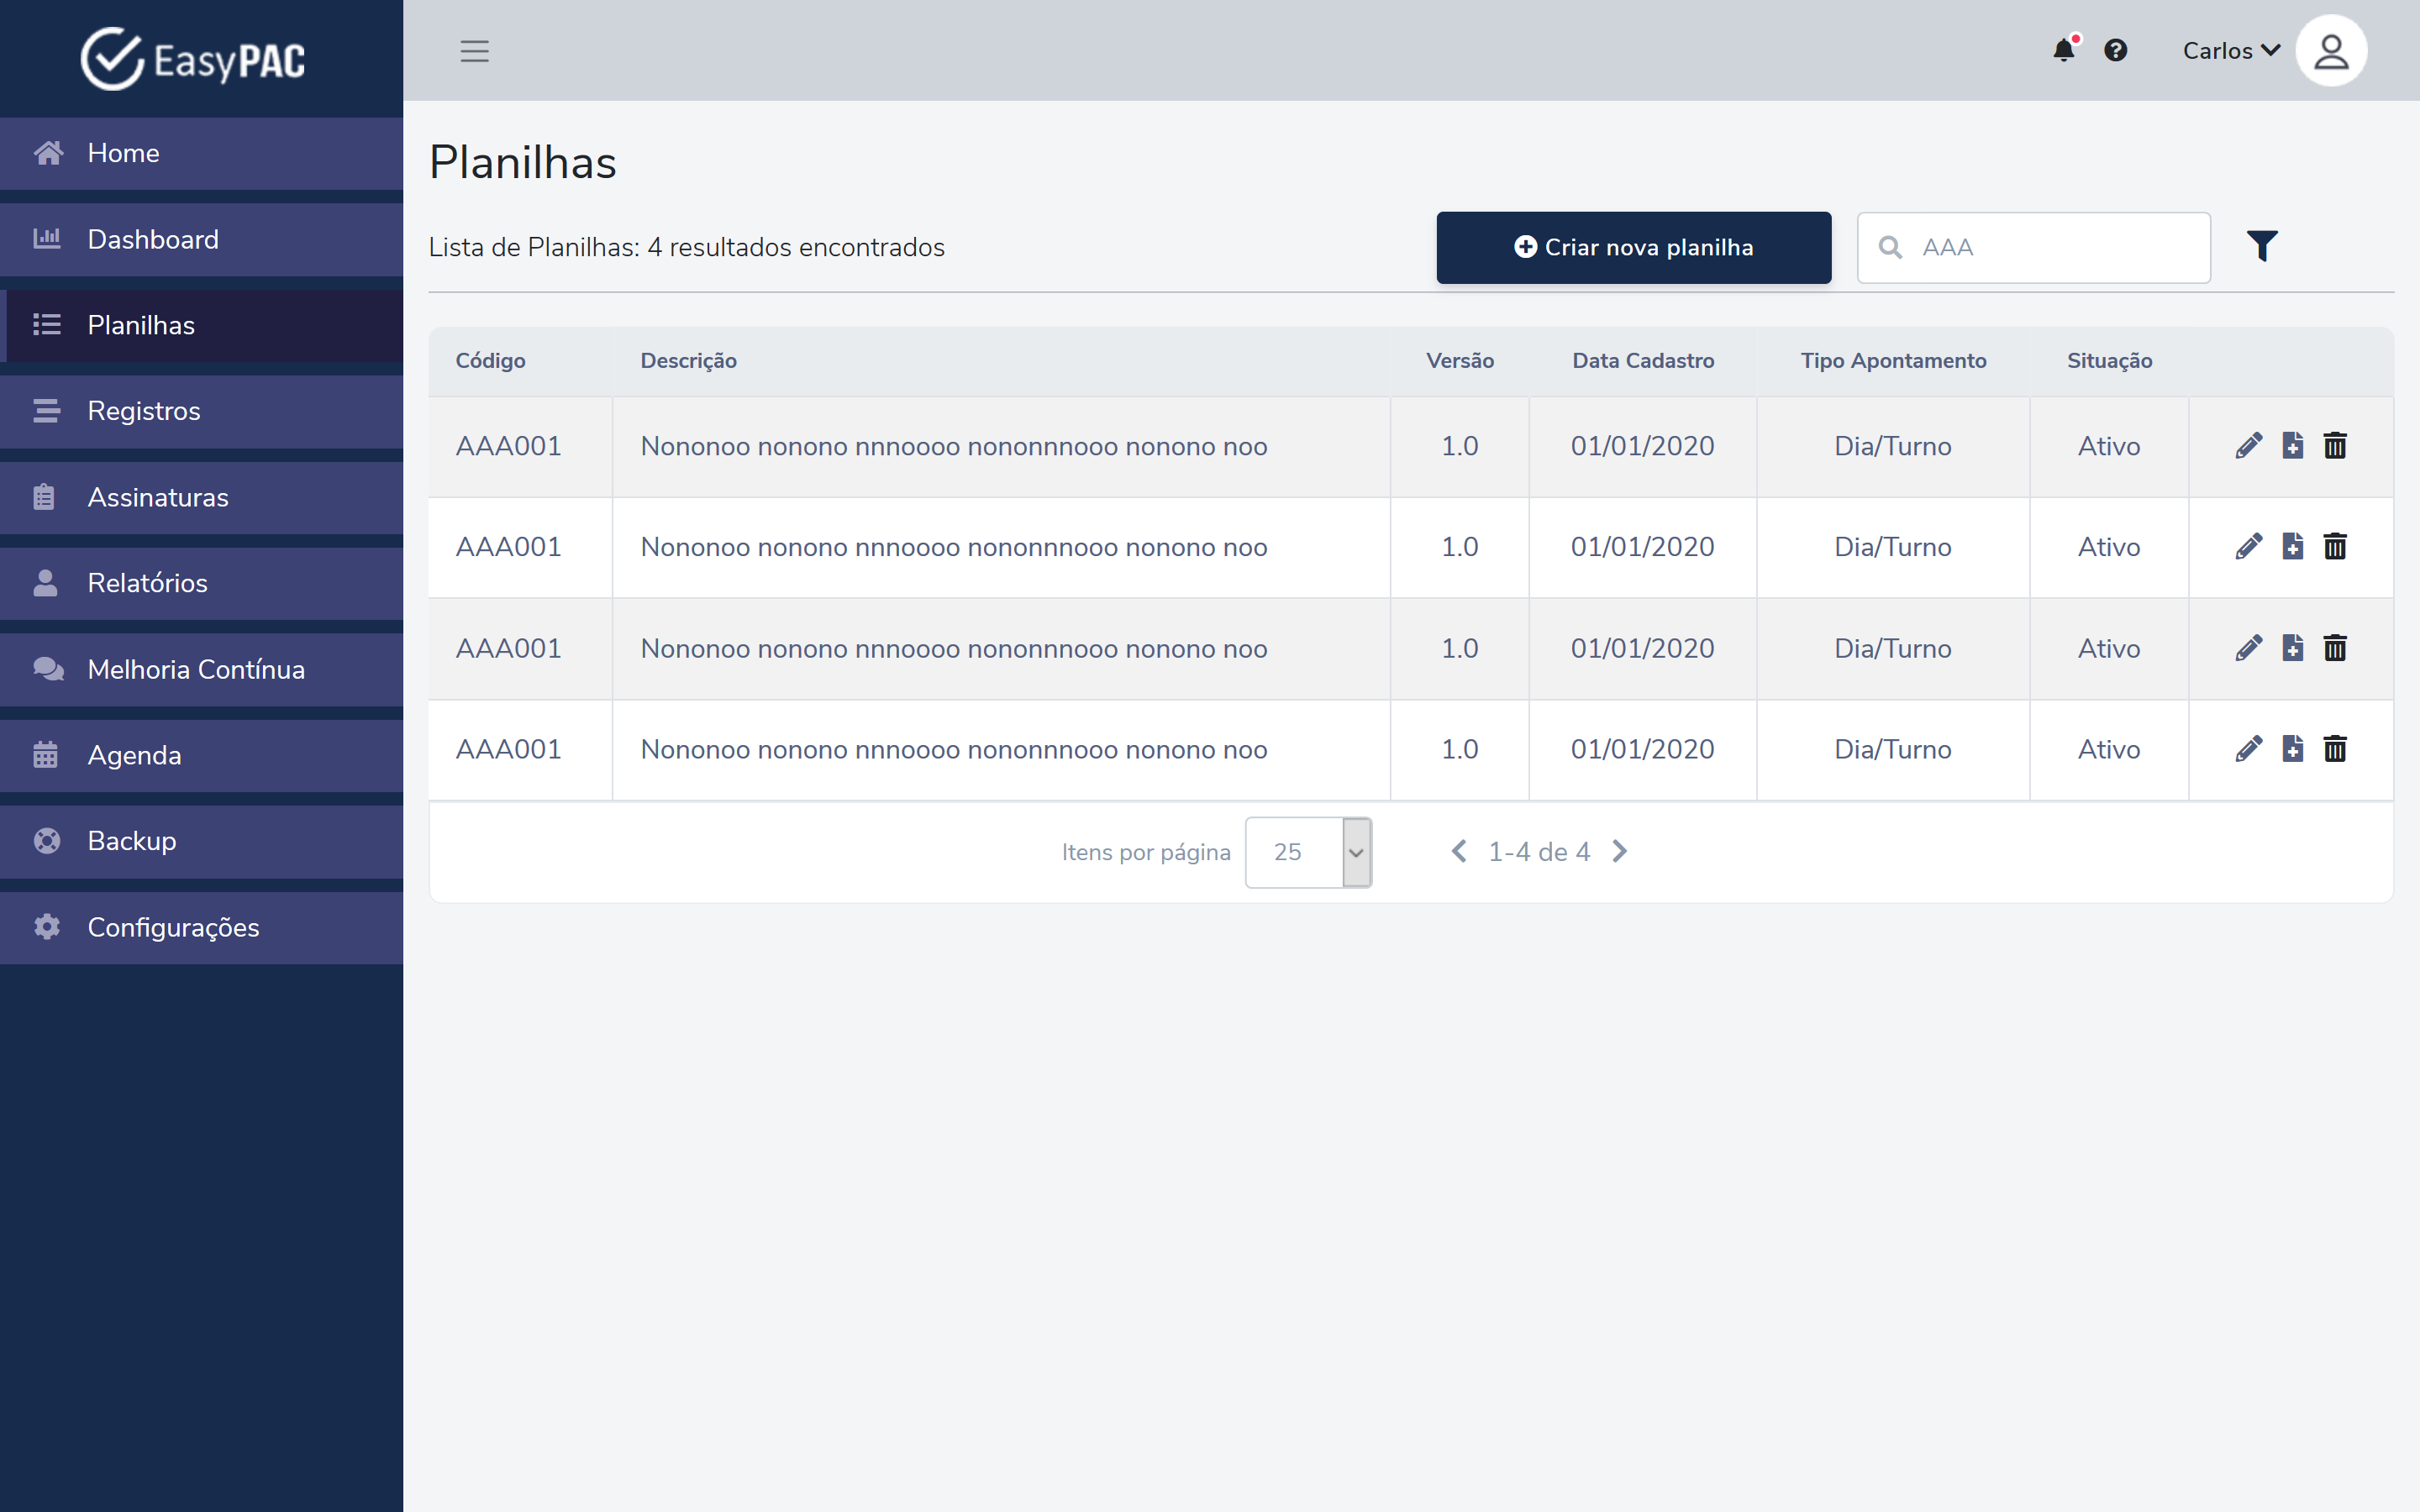 EasyPAC
Carlos
Home
Dashboard
Planilhas
Registros
Assinaturas
Relatórios
Melhoria Contínua
Agenda
Backup
Configurações
Planilhas
Lista de Planilhas: 4 resultados encontrados
Criar nova planilha
AAA
Código Descrição Versão Data Cadastro Tipo Apontamento Situação
AAA001 Nononoo nonono nnnoooo nononnnooo nonono noo 1.0 01/01/2020 Dia/Turno Ativo
AAA001 Nononoo nonono nnnoooo nononnnooo nonono noo 1.0 01/01/2020 Dia/Turno Ativo
AAA001 Nononoo nonono nnnoooo nononnnooo nonono noo 1.0 01/01/2020 Dia/Turno Ativo
AAA001 Nononoo nonono nnnoooo nononnnooo nonono noo 1.0 01/01/2020 Dia/Turno Ativo
Itens por página 25 1-4 de 4